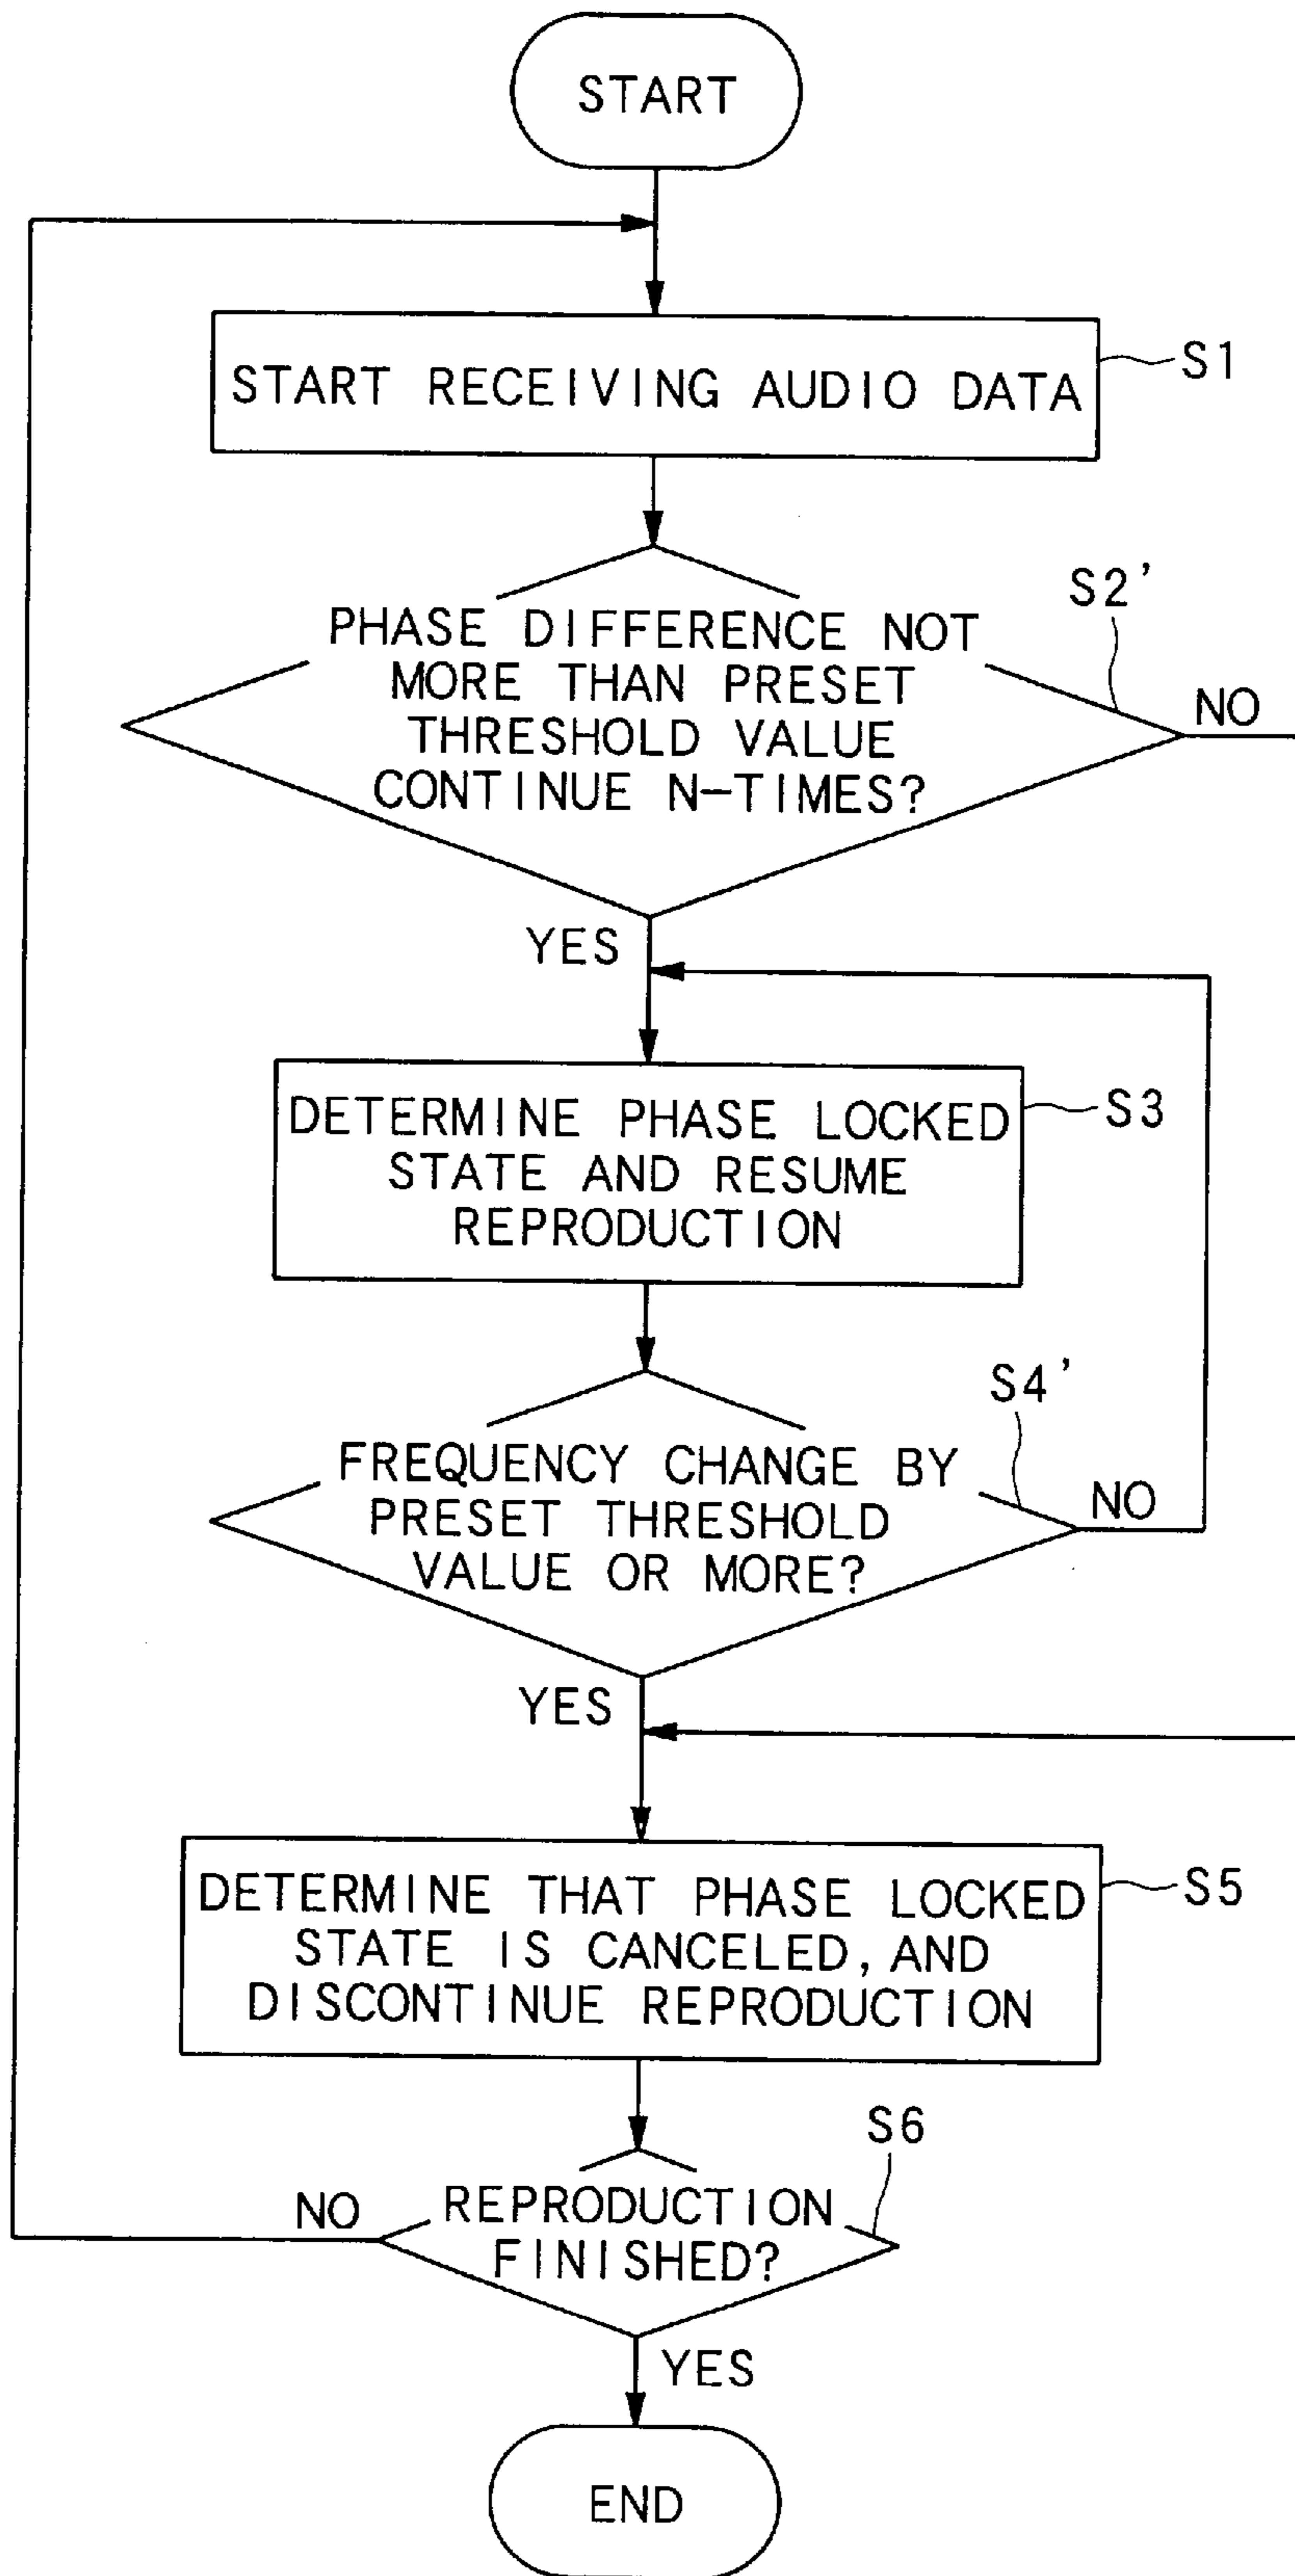 START
START RECEIVING AUDIO DATA
S1
S2'
PHASE DIFFERENCE NOT
MORE THAN PRESET
THRESHOLD VALUE
CONTINUE N-TIMES?
NO
YES
DETERMINE PHASE LOCKED
STATE AND RESUME
REPRODUCTION
S3
S4'
FREQUENCY CHANGE BY
PRESET THRESHOLD
VALUE OR MORE?
NO
YES
DETERMINE THAT PHASE LOCKED
STATE IS CANCELED, AND
DISCONTINUE REPRODUCTION
S5
S6
NO
REPRODUCTION
FINISHED?
YES
END